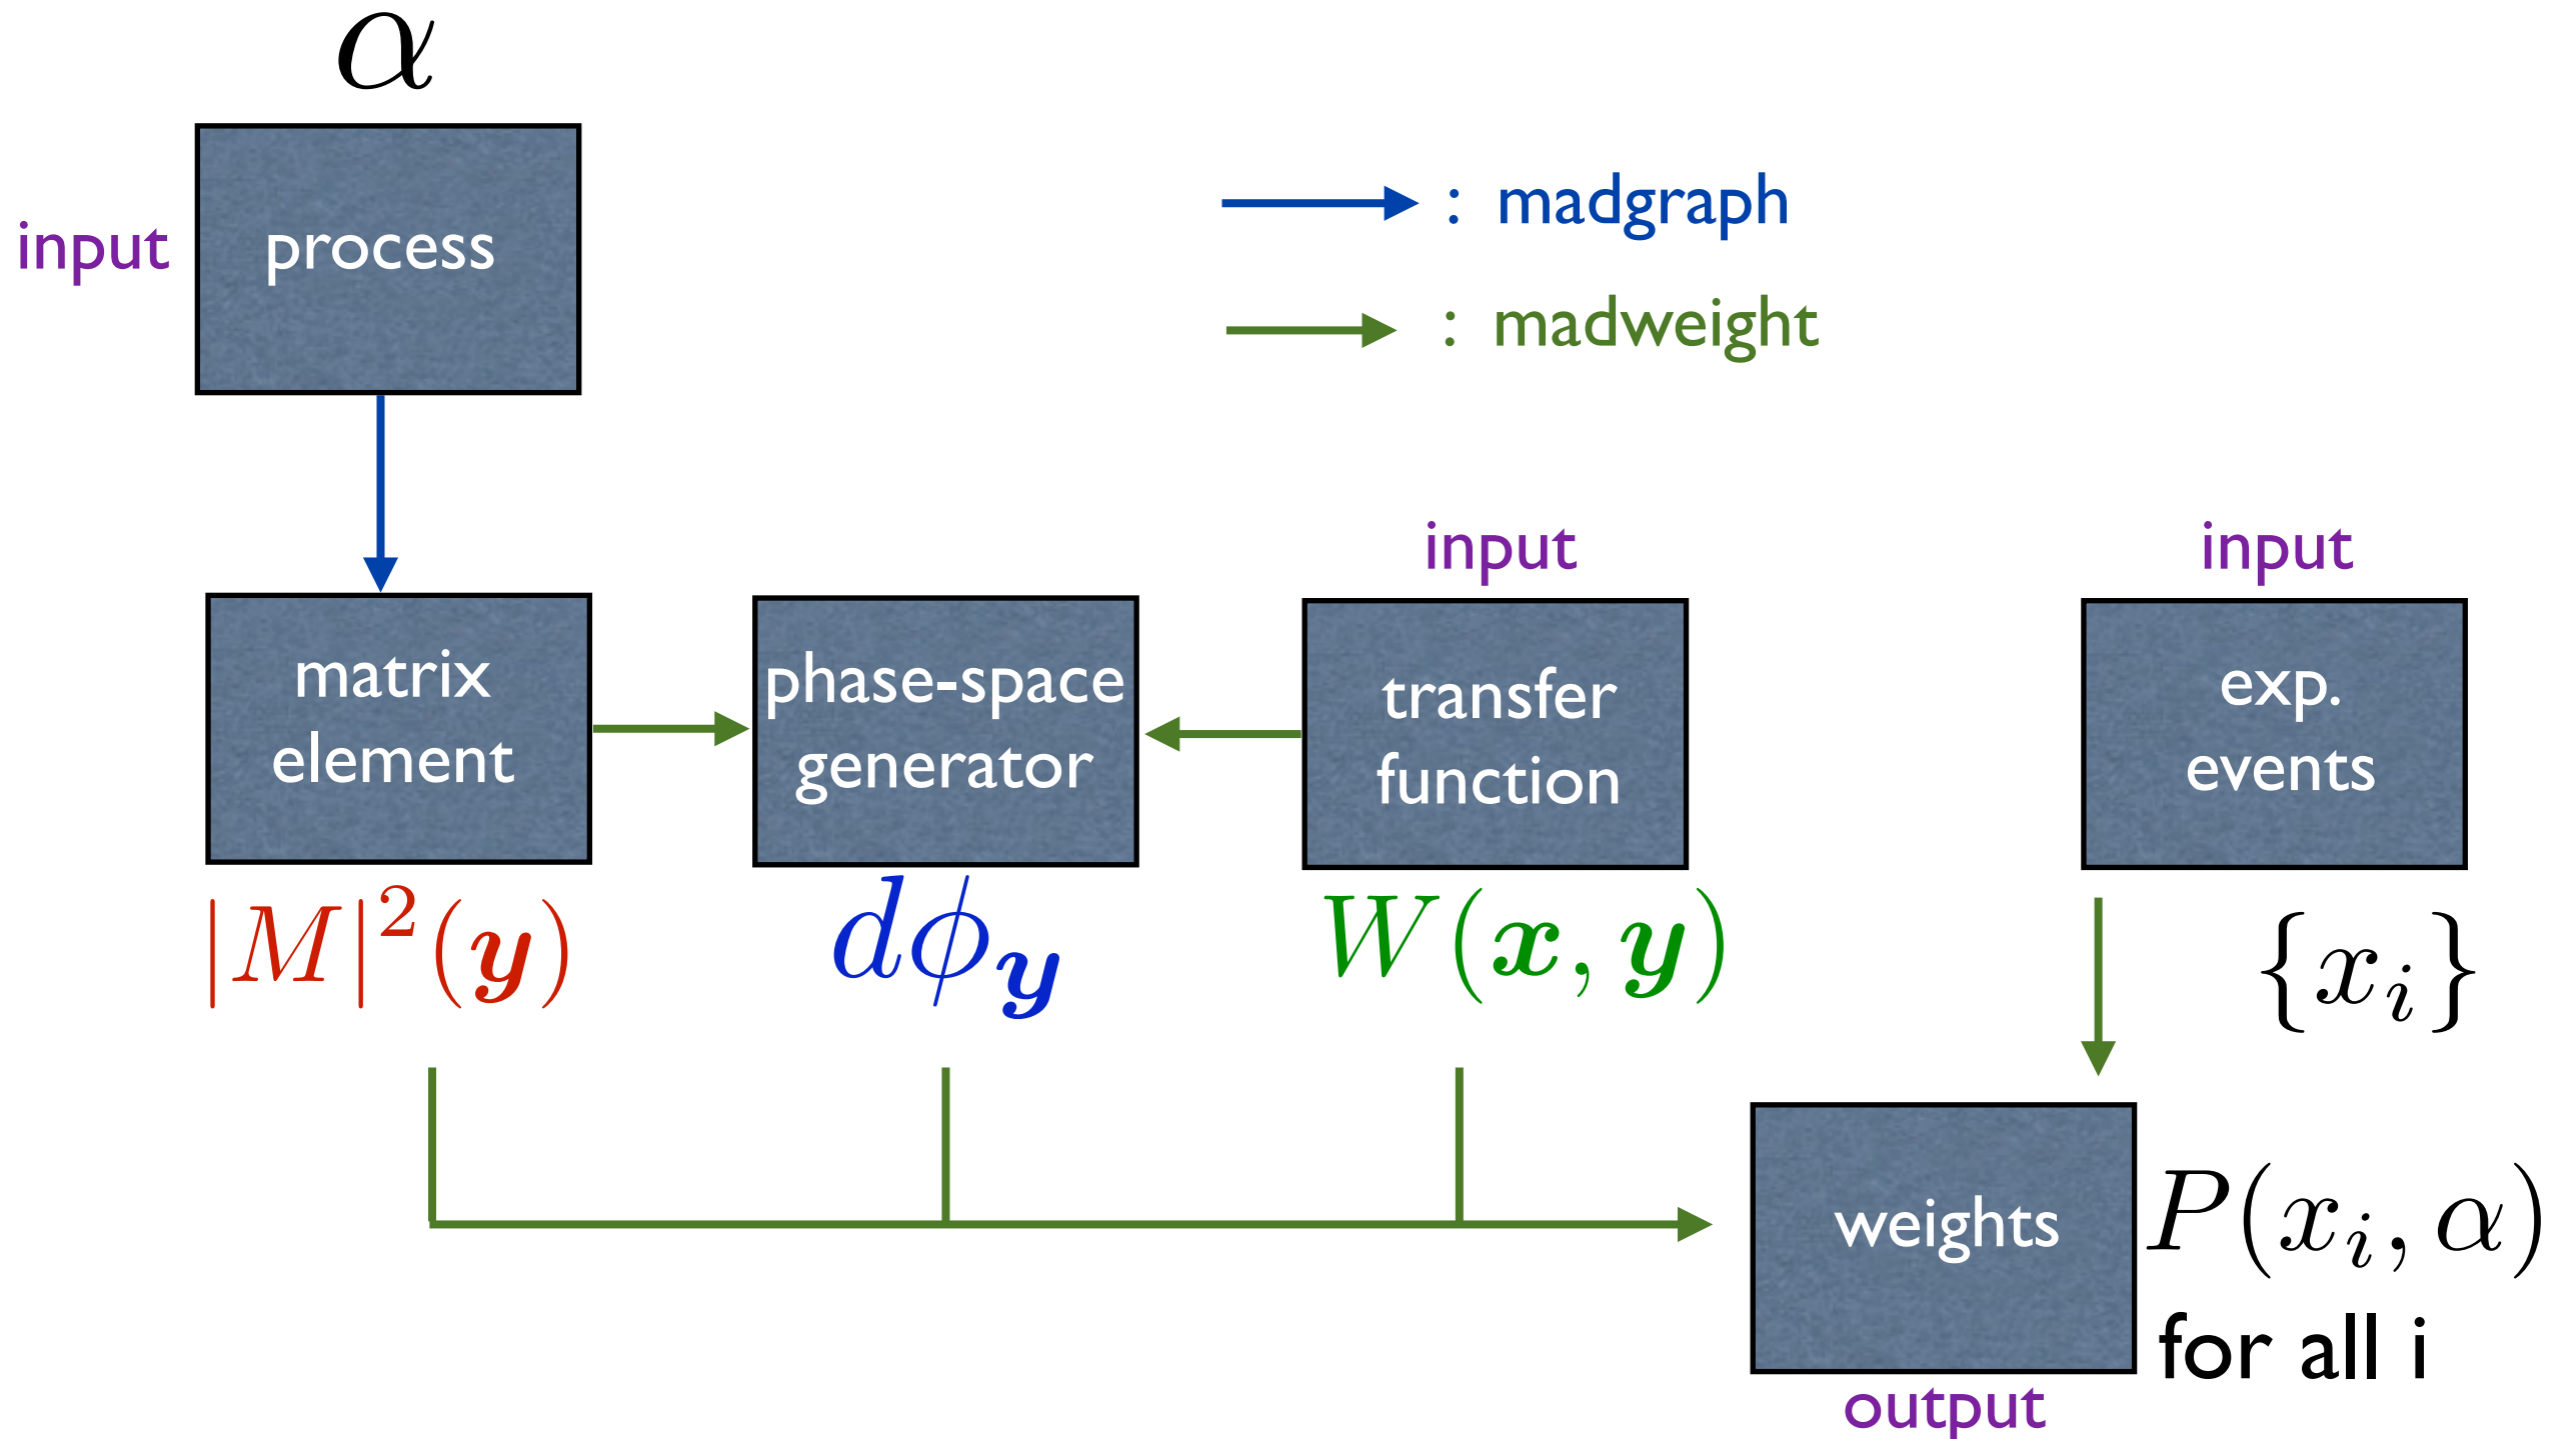 α
input
process
: madgraph
: madweight
input
input
matrix
element
phase-space
generator
transfer
function
exp.
events
|M|²(y)
dϕ_y
W(x, y)
{x_i}
weights
P(x_i, α)
for all i
output